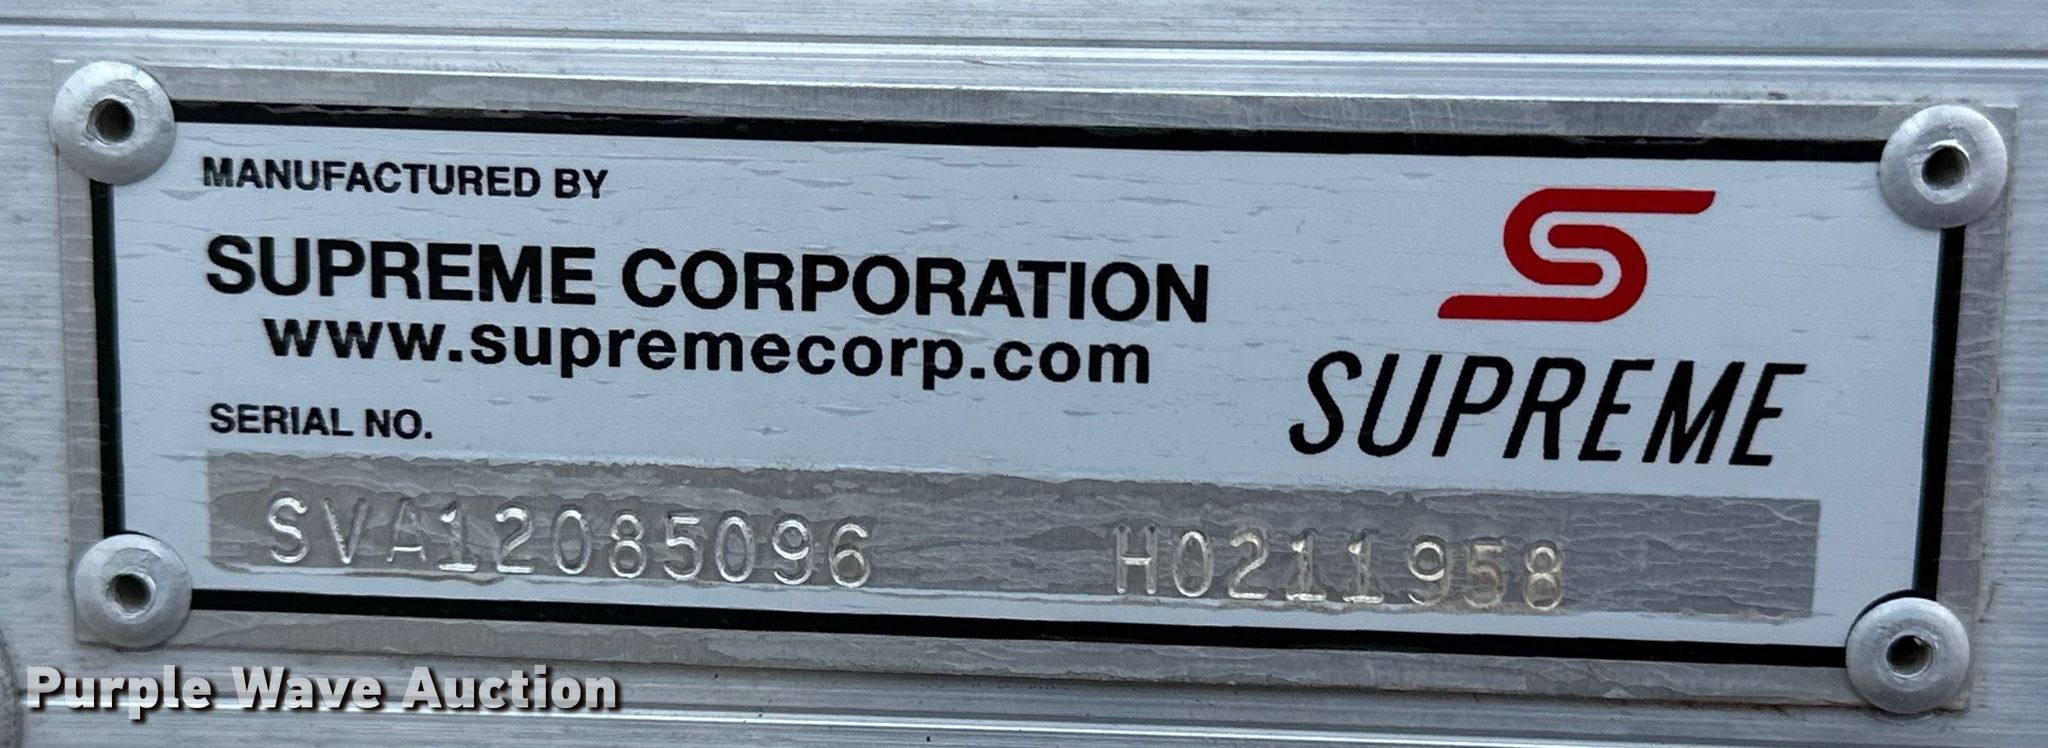 MANUFACTURED BY
SUPREME CORPORATION
www.supremecorp.com
SUPREME
SERIAL NO.
SVA12085096 H0211958
Purple Wave Auction